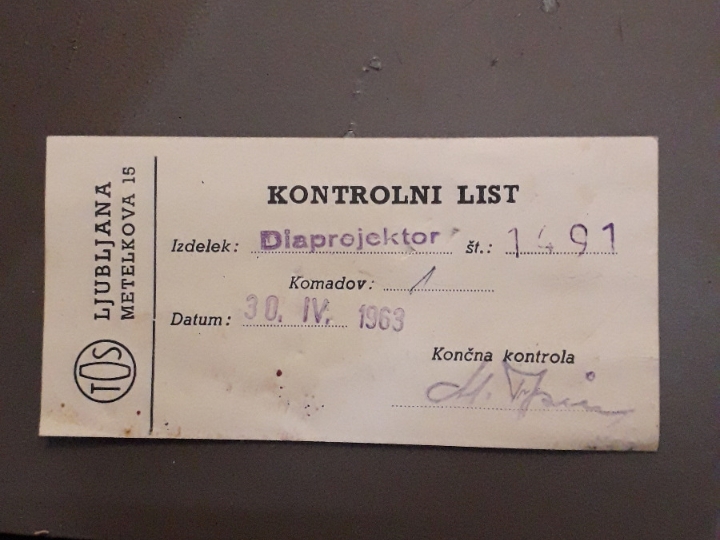 LJUBLJANA
METELKOVA 15
TOS
KONTROLNI LIST
Izdelek: Diaprojektor št.: 1491
Komadov: 1
Datum: 30. IV. 1963
Končna kontrola